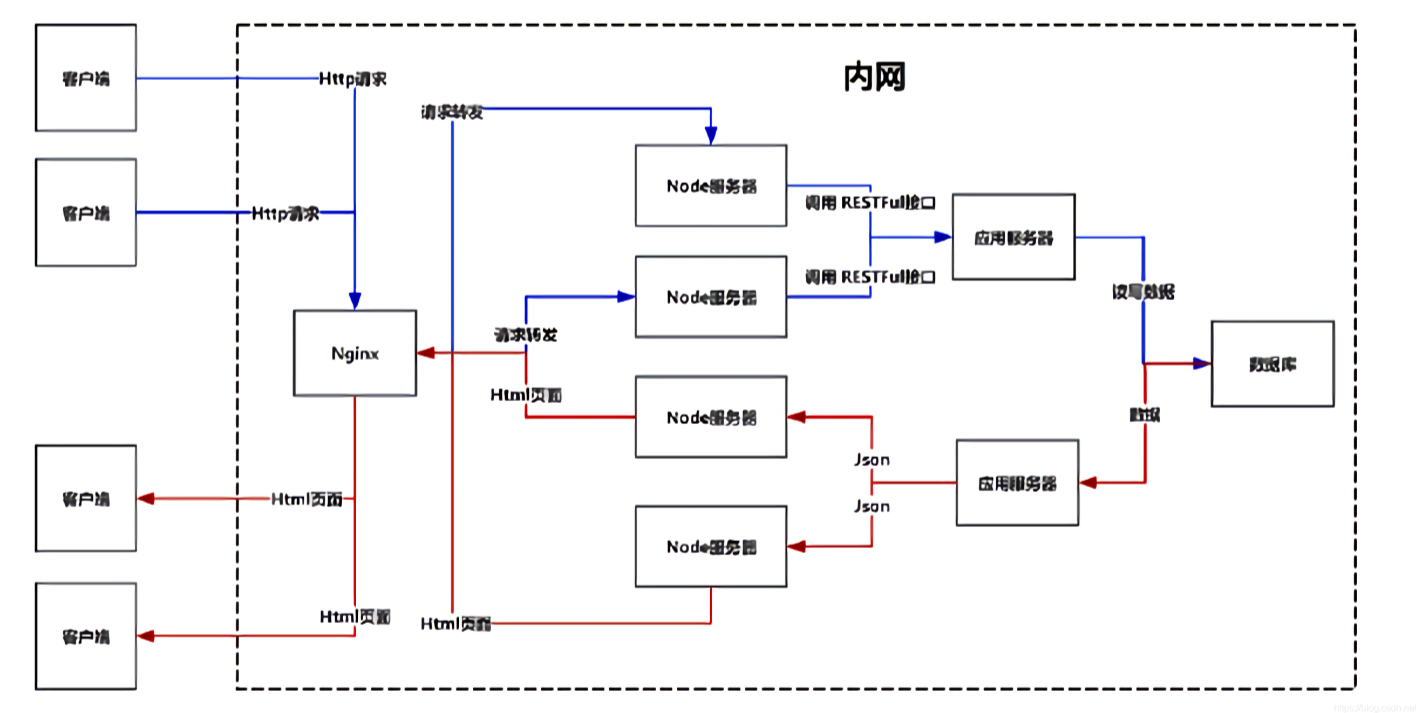 内网
客户端
Http请求
请求转发
Node服务器
客户端
Http请求
调用 RESTFul接口
应用服务器
调用 RESTFul接口
Node服务器
读写数据
请求转发
Nginx
数据库
Html页面
Node服务器
数据
Json
应用服务器
客户端
Html页面
Json
Node服务器
Html页面
Html页面
客户端
https://blog.csdn.net